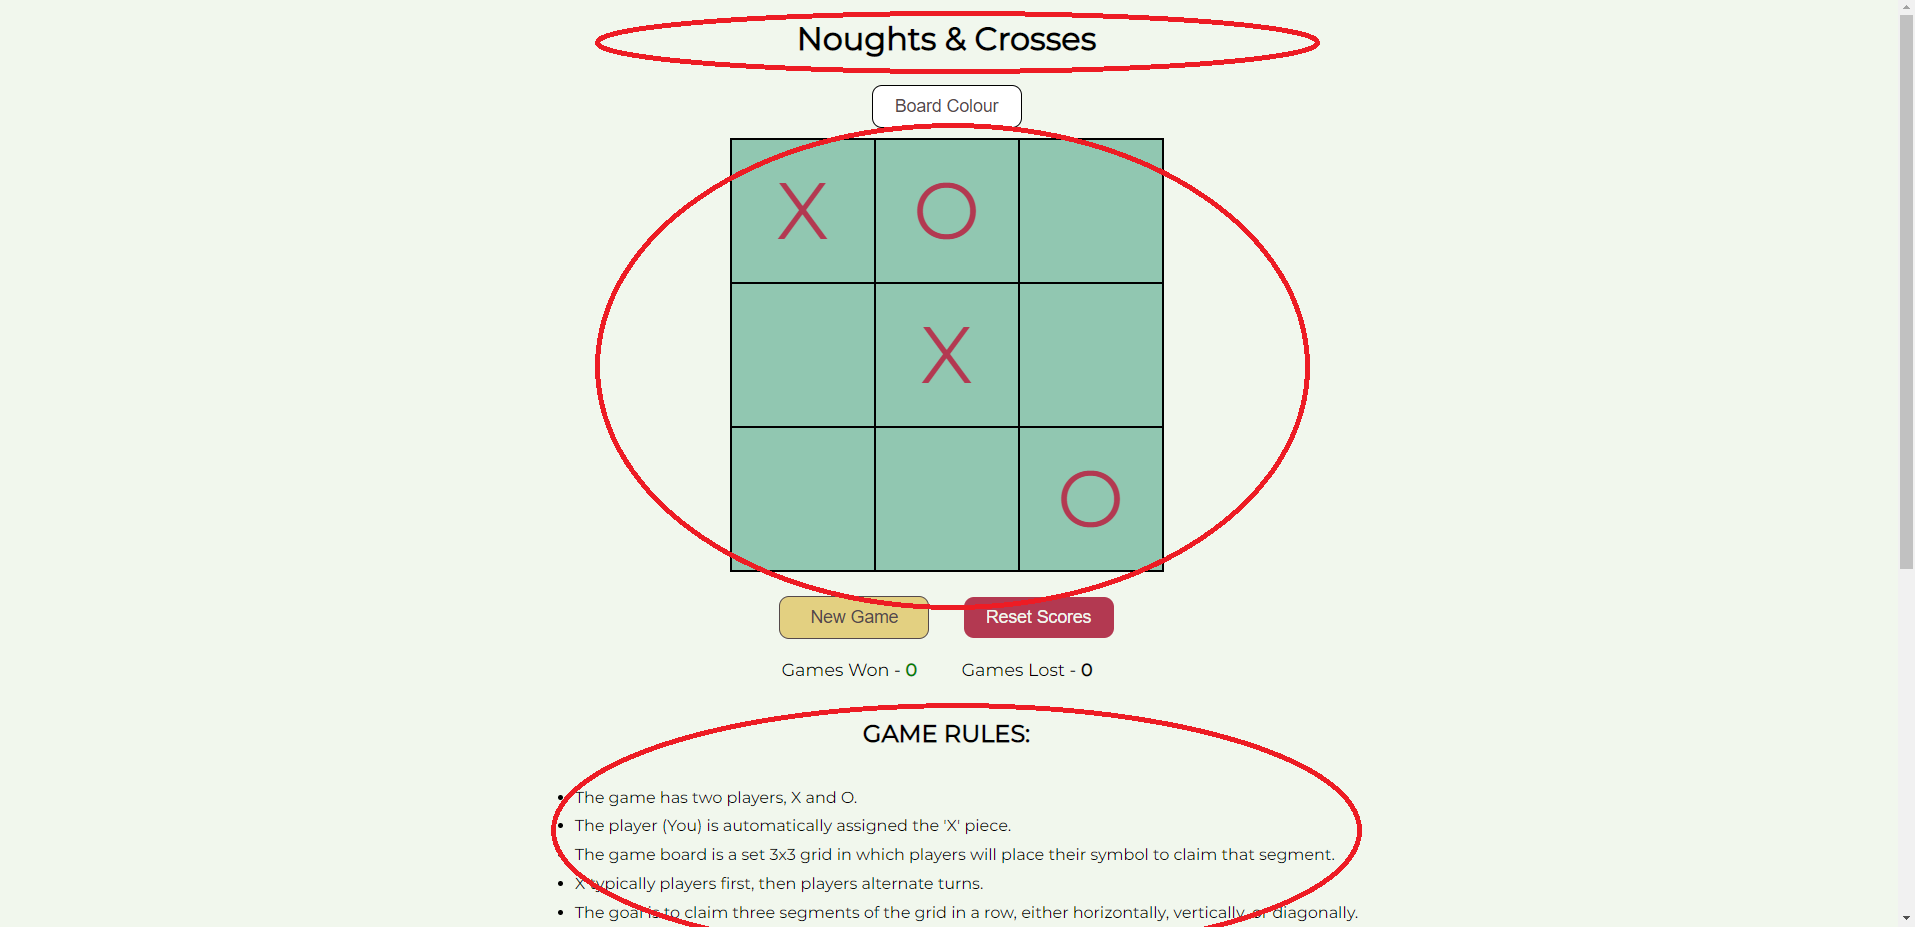 Noughts & Crosses
Board Colour
X O
X
O
New Game Reset Scores
Games Won - 0 Games Lost - 0
GAME RULES:
The game has two players, X and O.
The player (You) is automatically assigned the 'X' piece.
The game board is a set 3x3 grid in which players will place their symbol to claim that segment.
X typically players first, then players alternate turns.
The goal is to claim three segments of the grid in a row, either horizontally, vertically, or diagonally.